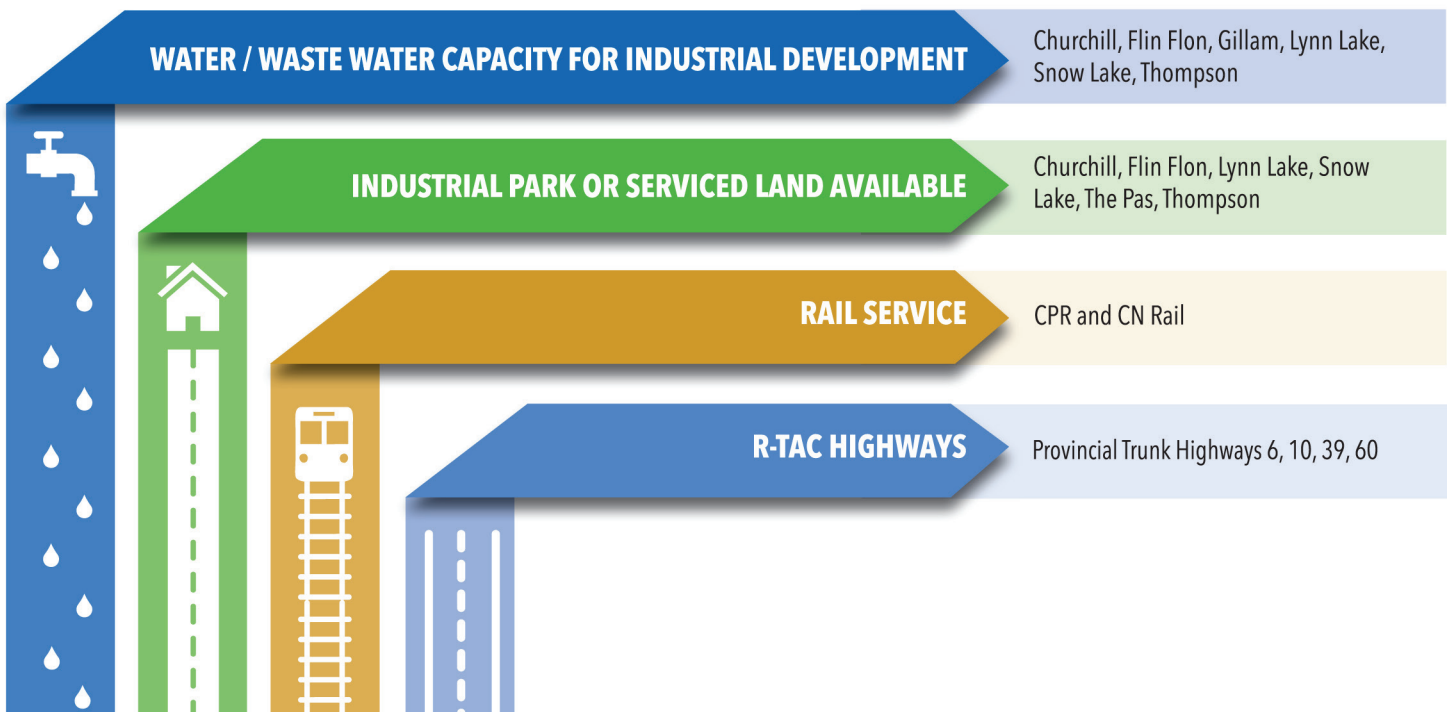 WATER / WASTE WATER CAPACITY FOR INDUSTRIAL DEVELOPMENT
Churchill, Flin Flon, Gillam, Lynn Lake,
Snow Lake, Thompson
INDUSTRIAL PARK OR SERVICED LAND AVAILABLE
Churchill, Flin Flon, Lynn Lake, Snow
Lake, The Pas, Thompson
RAIL SERVICE
CPR and CN Rail
R-TAC HIGHWAYS
Provincial Trunk Highways 6, 10, 39, 60